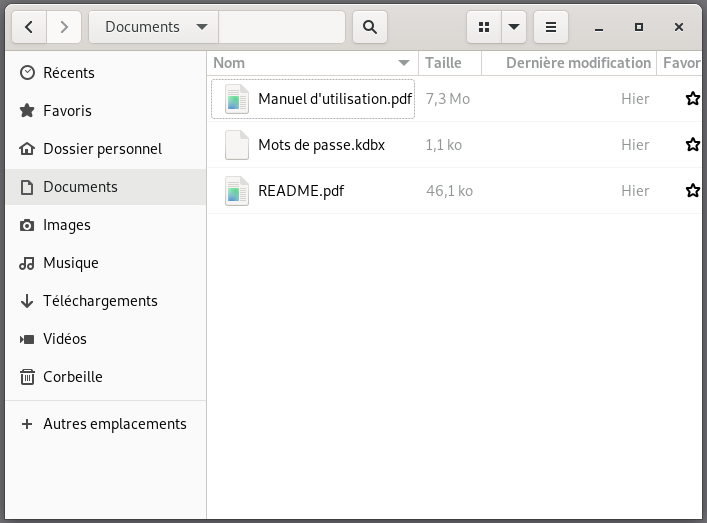 Documents
Récents
Favoris
Dossier personnel
Documents
Images
Musique
Téléchargements
Vidéos
Corbeille
Autres emplacements
Nom Taille Dernière modification Favor
Manuel d'utilisation.pdf 7,3 Mo Hier
Mots de passe.kdbx 1,1 ko Hier
README.pdf 46,1 ko Hier